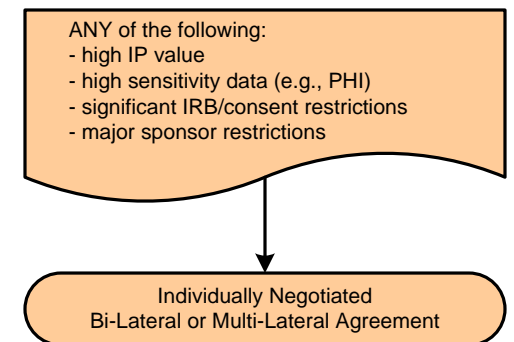 ANY of the following:
- high IP value
- high sensitivity data (e.g., PHI)
- significant IRB/consent restrictions
- major sponsor restrictions
Individually Negotiated
Bi-Lateral or Multi-Lateral Agreement